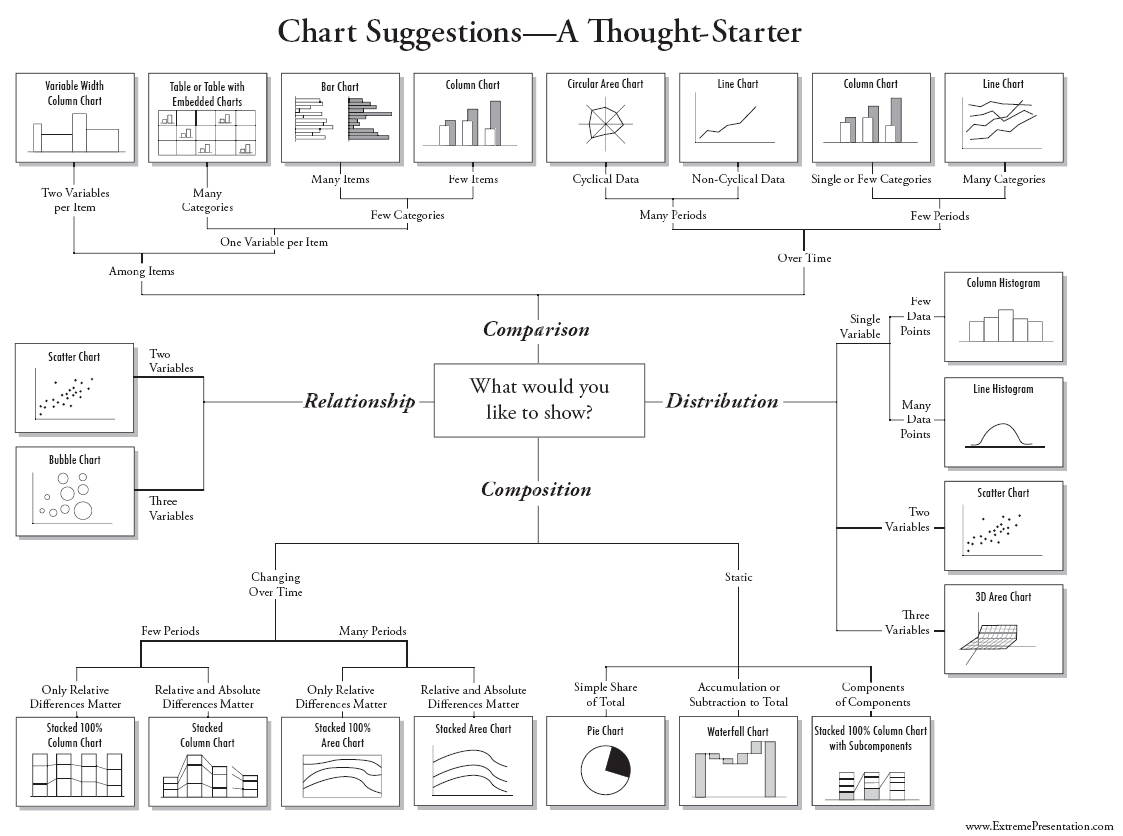 Chart Suggestions—A Thought-Starter
Variable Width
Column Chart
Table or Table with
Embedded Charts
Bar Chart
Column Chart
Circular Area Chart
Line Chart
Column Chart
Line Chart
Two Variables
per Item
Many
Categories
Many Items
Few Items
Cyclical Data
Non-Cyclical Data
Single or Few Categories
Many Categories
Few Categories
Many Periods
Few Periods
One Variable per Item
Over Time
Among Items
Comparison
What would you
like to show?
Relationship
Two
Variables
Scatter Chart
Three
Variables
Bubble Chart
Distribution
Single
Variable
Few
Data
Points
Column Histogram
Many
Data
Points
Line Histogram
Two
Variables
Scatter Chart
Three
Variables
3D Area Chart
Composition
Changing
Over Time
Static
Few Periods
Many Periods
Only Relative
Differences Matter
Relative and Absolute
Differences Matter
Only Relative
Differences Matter
Relative and Absolute
Differences Matter
Simple Share
of Total
Accumulation or
Subtraction to Total
Components
of Components
Stacked 100%
Column Chart
Stacked
Column Chart
Stacked 100%
Area Chart
Stacked Area Chart
Pie Chart
Waterfall Chart
Stacked 100% Column Chart
with Subcomponents
www.ExtremePresentation.com